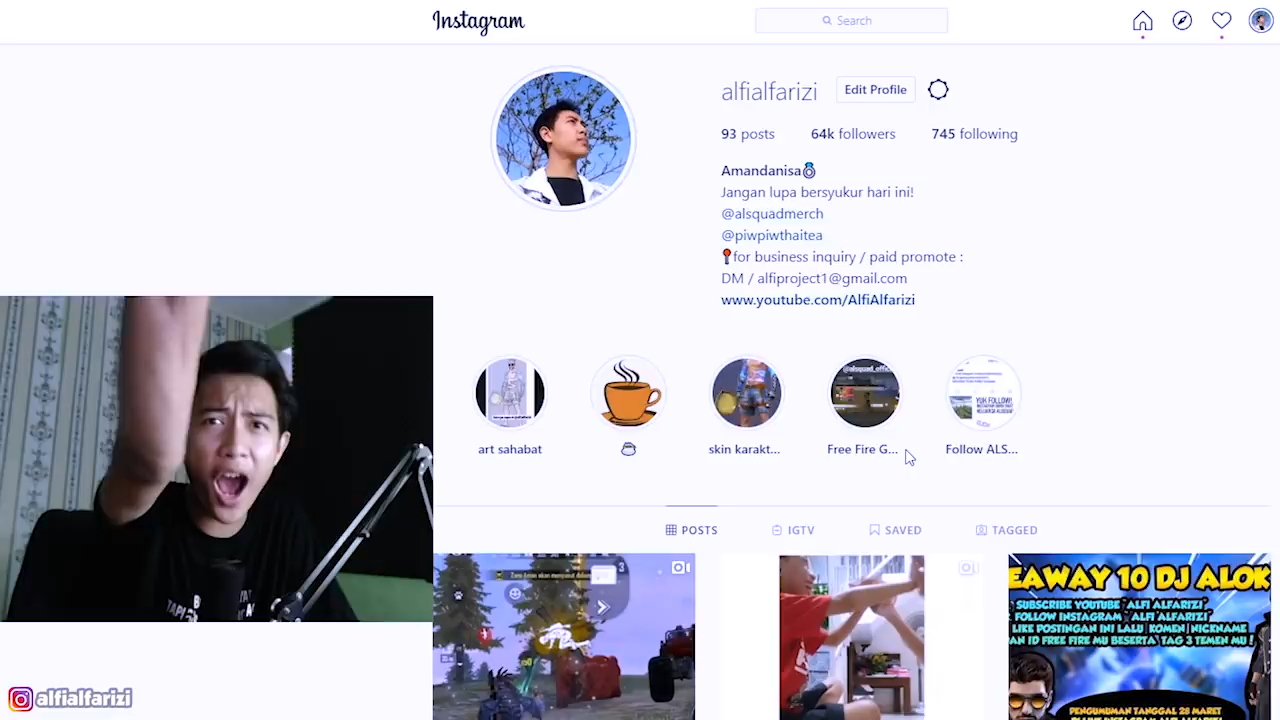 Instagram
Search
alfialfarizi
Edit Profile
93 posts
64k followers
745 following
Amandanisa
Jangan lupa bersyukur hari ini!
@alsquadmerch
@piwpiwthaitea
for business inquiry / paid promote :
DM / alfiproject1@gmail.com
www.youtube.com/AlfiAlfarizi
YUK FOLLOW!
art sahabat
skin karakt...
Free Fire G...
Follow ALS...
POSTS
IGTV
SAVED
TAGGED
3
EAWAY 10 DJ ALOK
SUBSCRIBE YOUTUBE "ALFI ALFARIZI"
FOLLOW INSTAGRAM "ALFI ALFARIZI"
LIKE POSTINGAN INI LALU KOMEN NICKNAME
AN ID FREE FIRE MU BESERTA TAG 3 TEMEN MU !
PENGUMUMAN TANGGAL 28 MARET
alfialfarizi